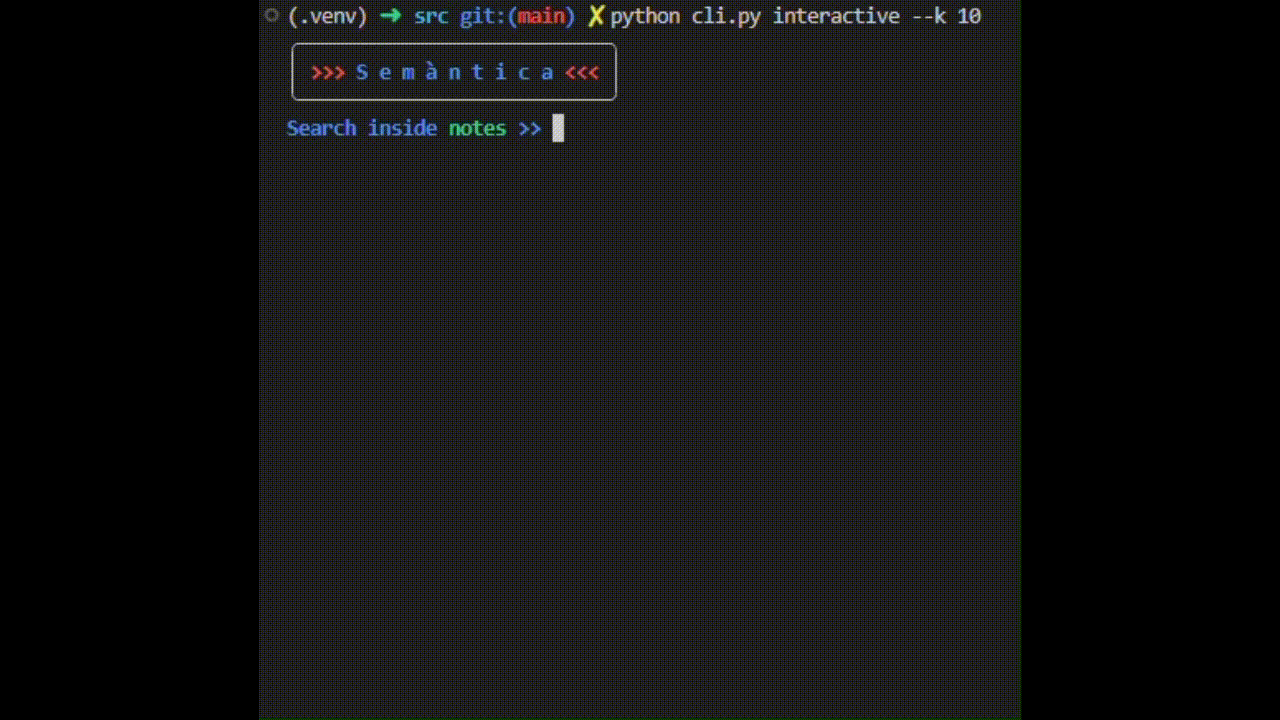 (.venv) ➜ src git:(main) ✗ python cli.py interactive --k 10
>>> S e m à n t i c a <<<
Search inside notes >>